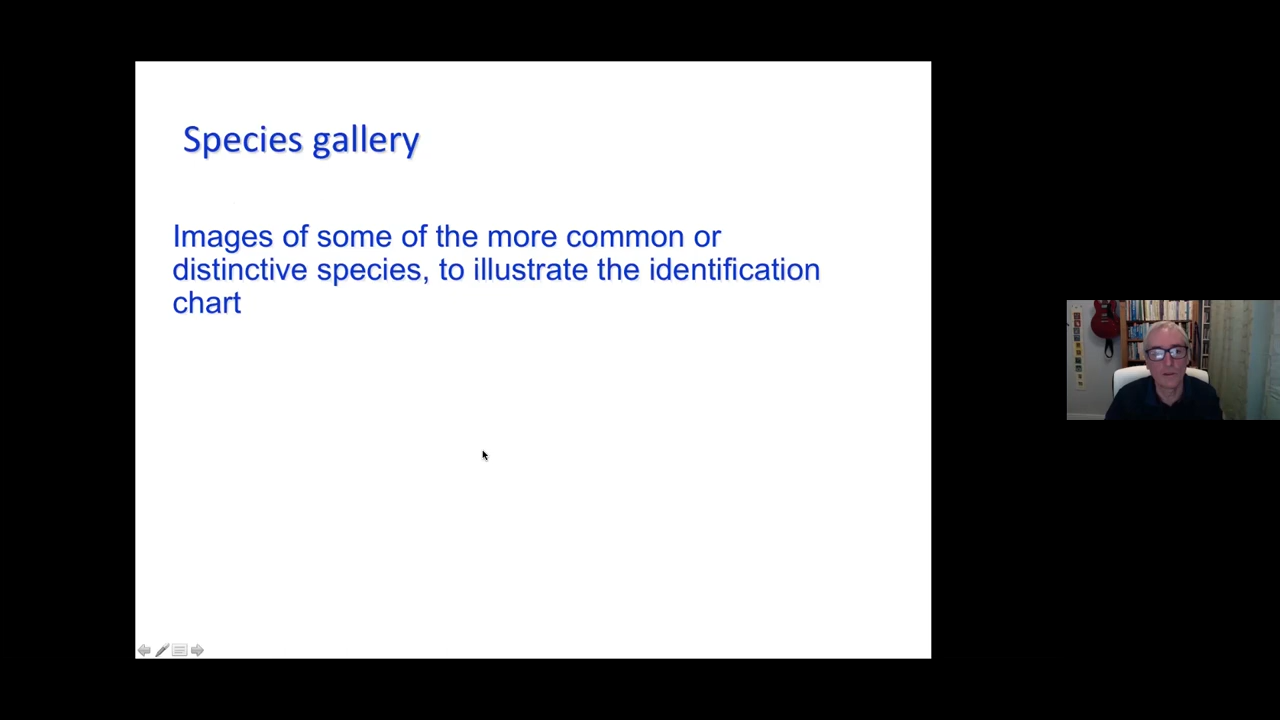 Species gallery
Images of some of the more common or
distinctive species, to illustrate the identification
chart